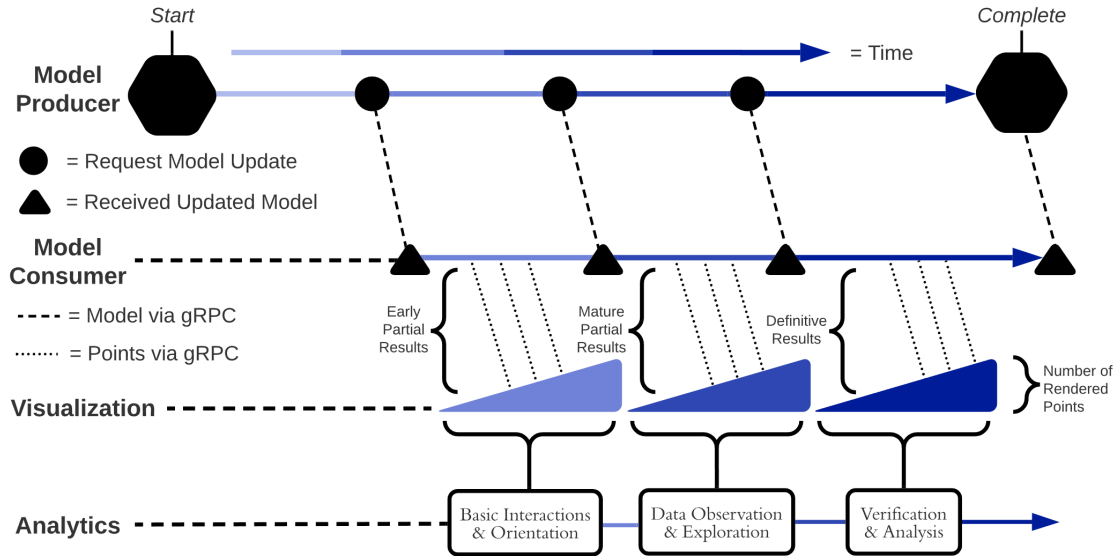 Start
Complete
= Time
Model
Producer
= Request Model Update
= Received Updated Model
Model
Consumer
= Model via gRPC
= Points via gRPC
Early
Partial
Results
Mature
Partial
Results
Definitive
Results
Number of
Rendered
Points
Visualization
Analytics
Basic Interactions
& Orientation
Data Observation
& Exploration
Verification
& Analysis